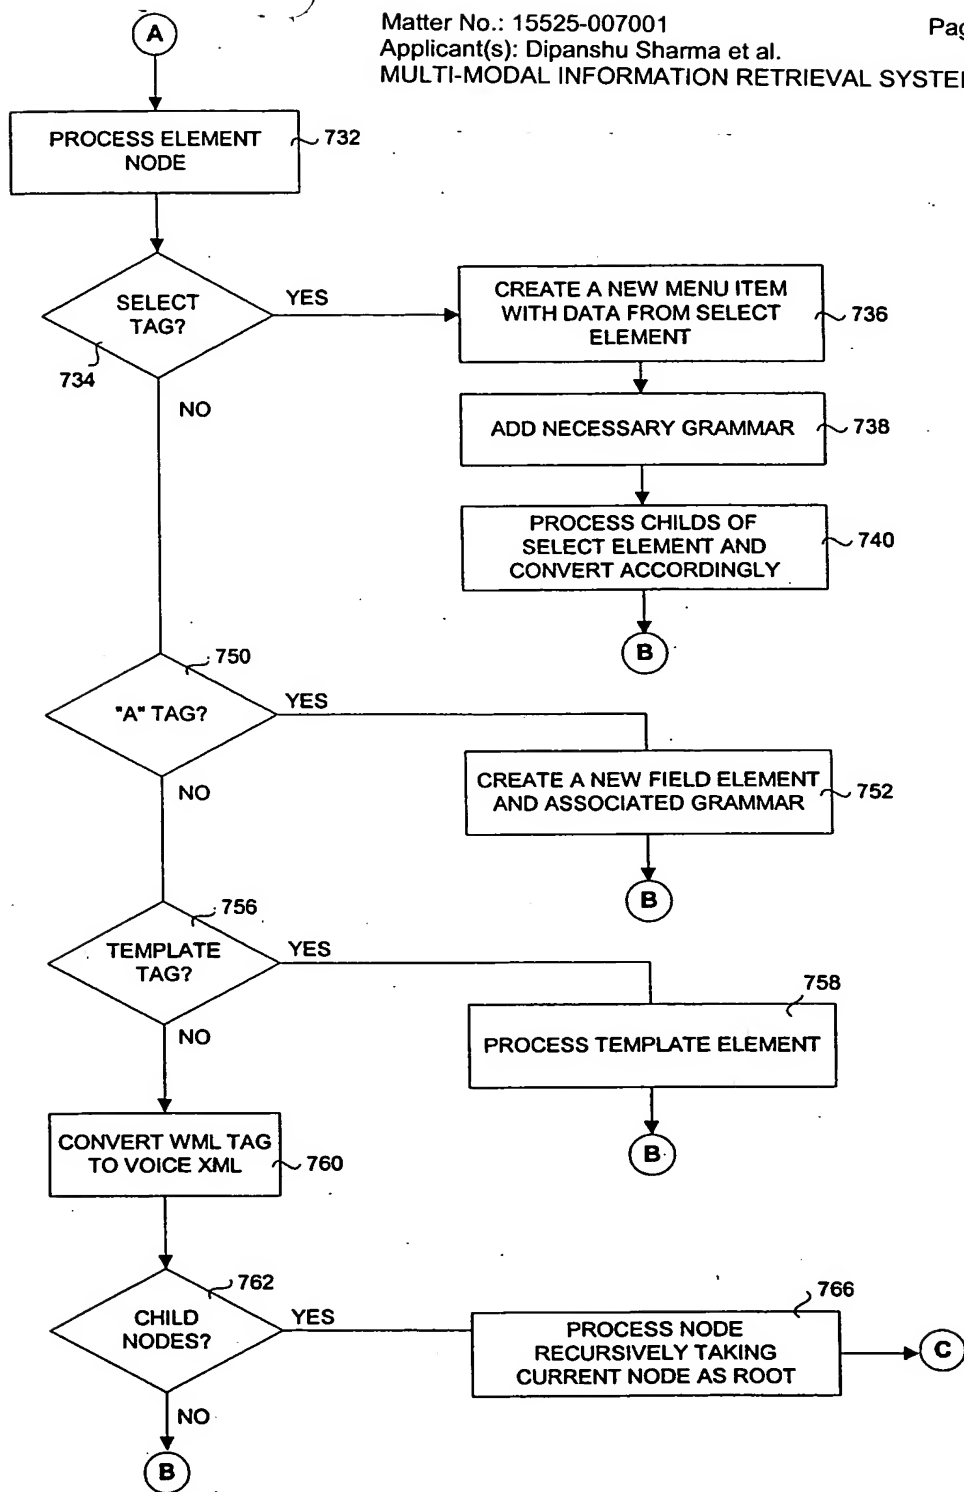 Matter No.: 15525-007001
Pag
Applicant(s): Dipanshu Sharma et al.
MULTI-MODAL INFORMATION RETRIEVAL SYSTEM
A
PROCESS ELEMENT
NODE
732
SELECT
TAG?
734
YES
NO
CREATE A NEW MENU ITEM
WITH DATA FROM SELECT
ELEMENT
736
ADD NECESSARY GRAMMAR
738
PROCESS CHILDS OF
SELECT ELEMENT AND
CONVERT ACCORDINGLY
740
B
750
"A" TAG?
YES
NO
CREATE A NEW FIELD ELEMENT
AND ASSOCIATED GRAMMAR
752
B
756
TEMPLATE
TAG?
YES
NO
758
PROCESS TEMPLATE ELEMENT
B
CONVERT WML TAG
TO VOICE XML
760
762
CHILD
NODES?
YES
NO
766
PROCESS NODE
RECURSIVELY TAKING
CURRENT NODE AS ROOT
C
B